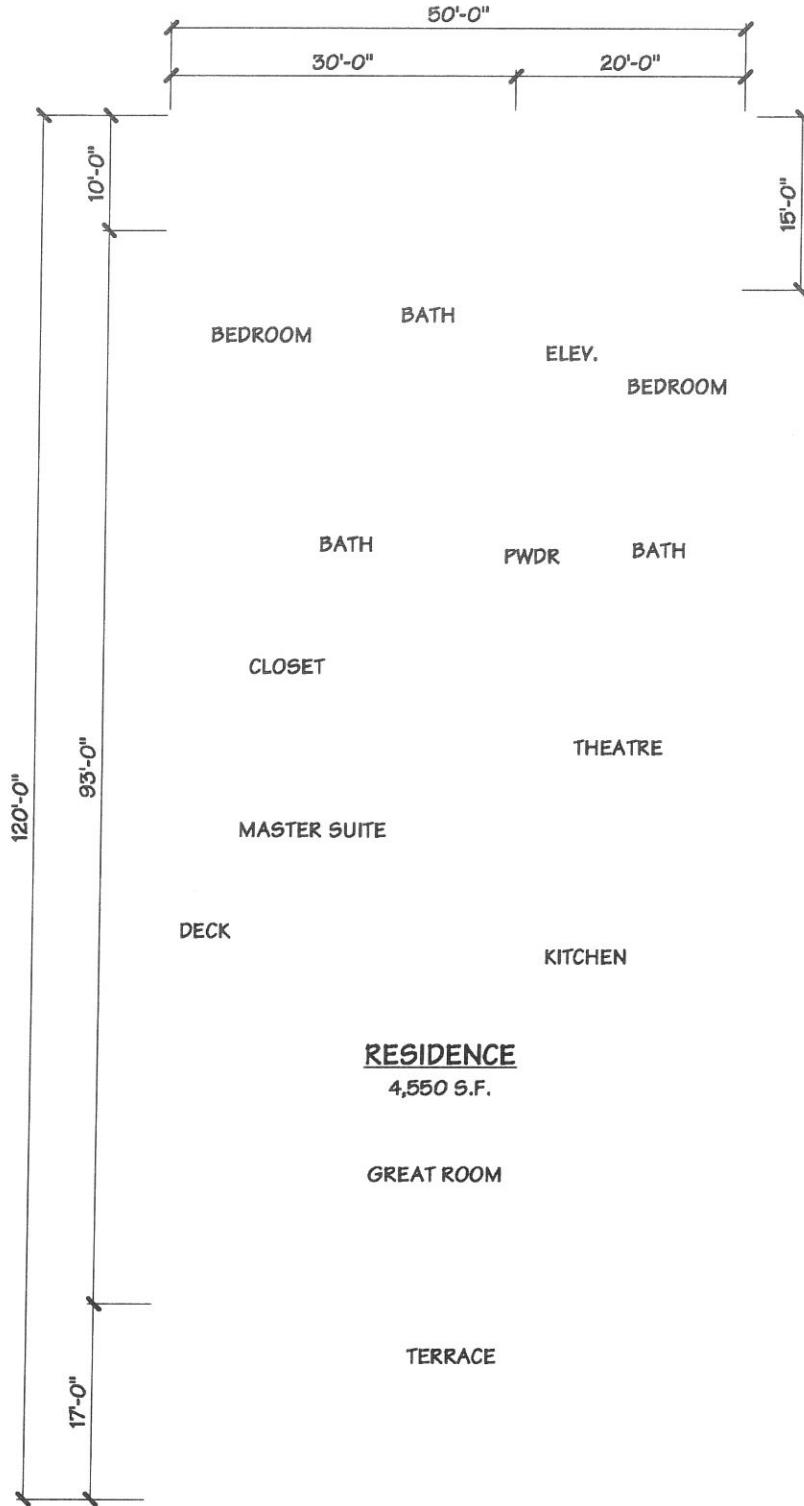 50'-0"
30'-0"
20'-0"
10'-0"
15'-0"
BATH
BEDROOM
ELEV.
BEDROOM
BATH
PWDR
BATH
CLOSET
THEATRE
93'-0"
120'-0"
MASTER SUITE
DECK
KITCHEN
RESIDENCE
4,550 S.F.
GREAT ROOM
TERRACE
17'-0"